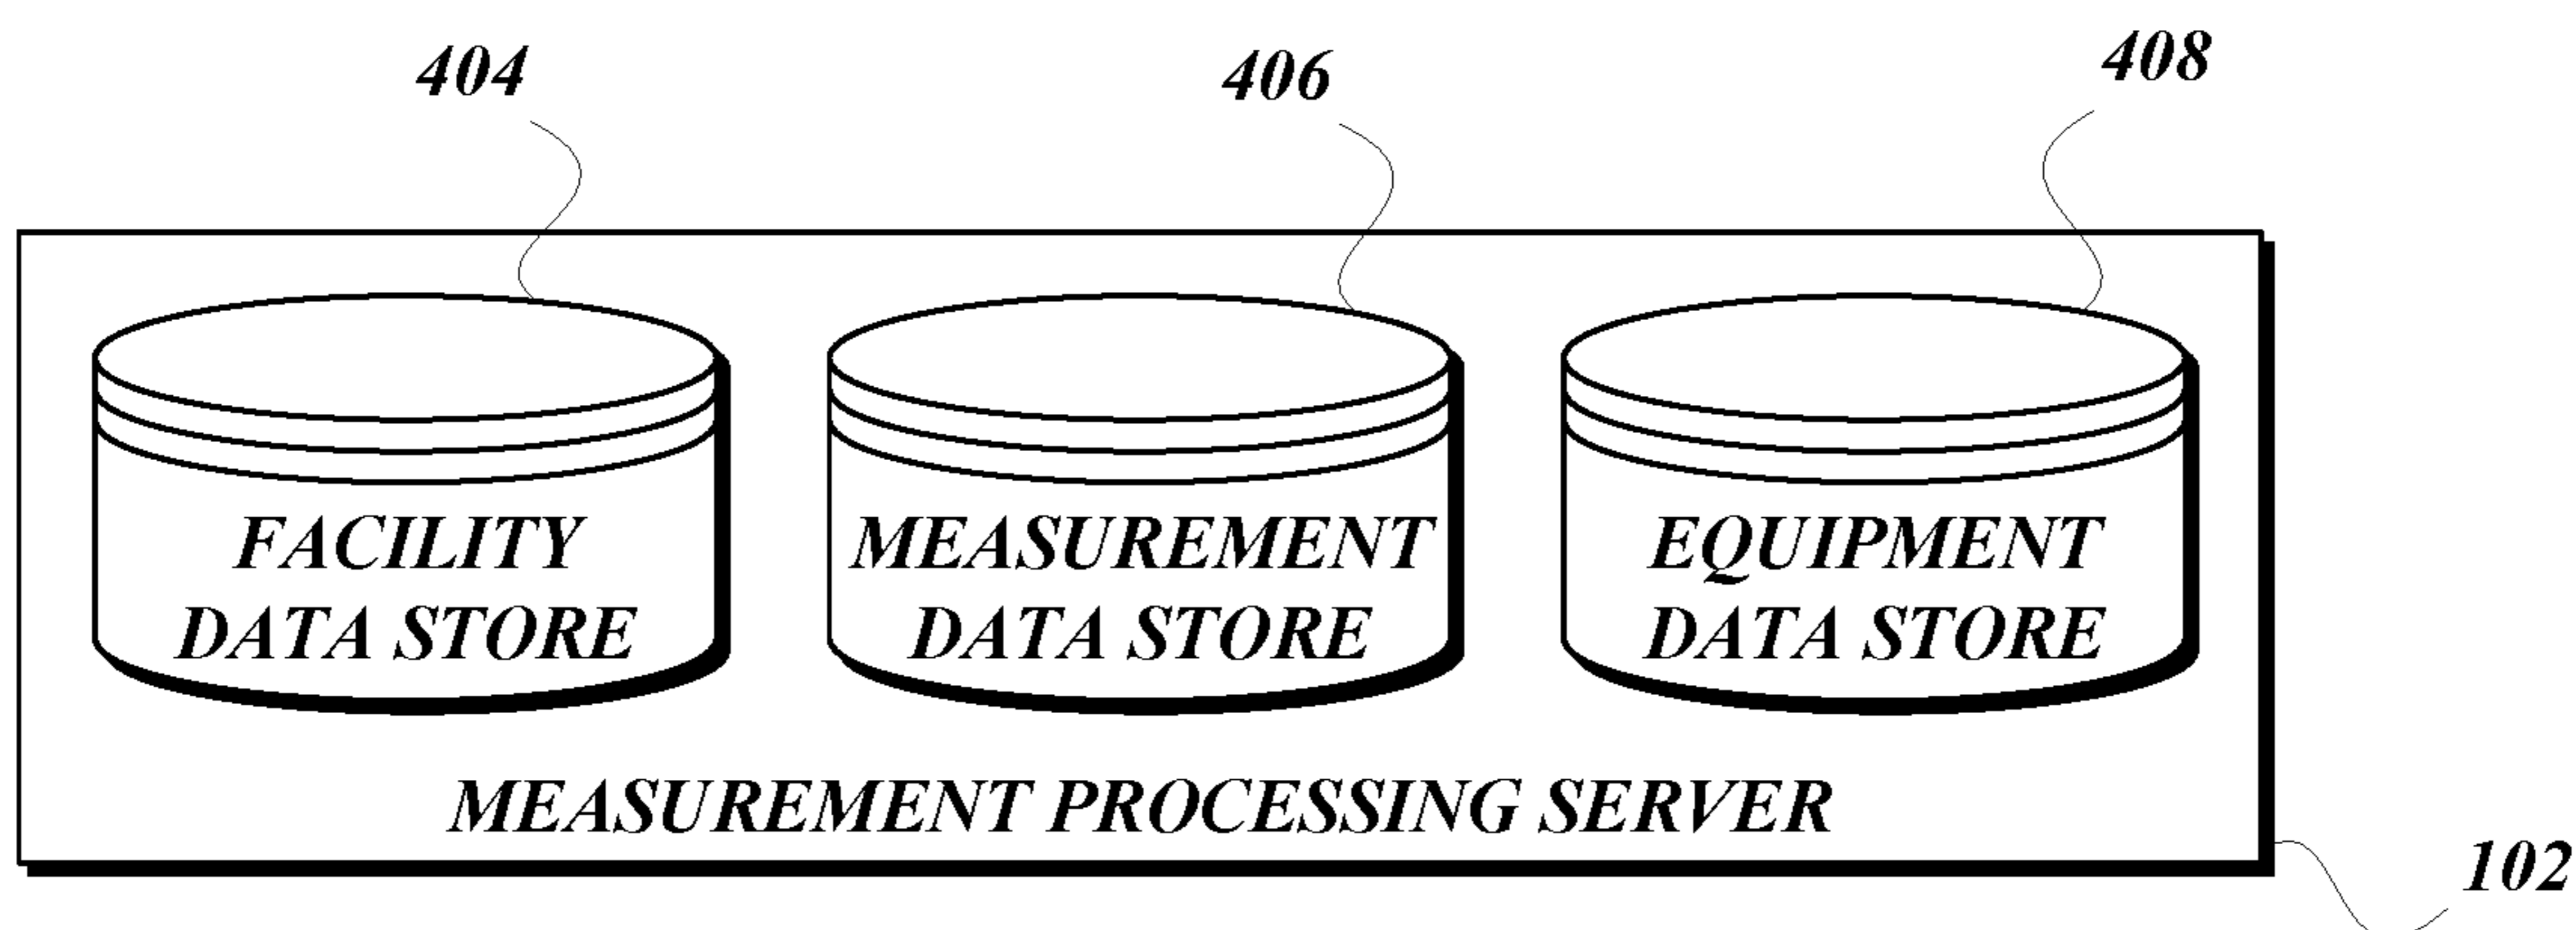 404
406
408
FACILITY
DATA STORE
MEASUREMENT
DATA STORE
EQUIPMENT
DATA STORE
MEASUREMENT PROCESSING SERVER
102